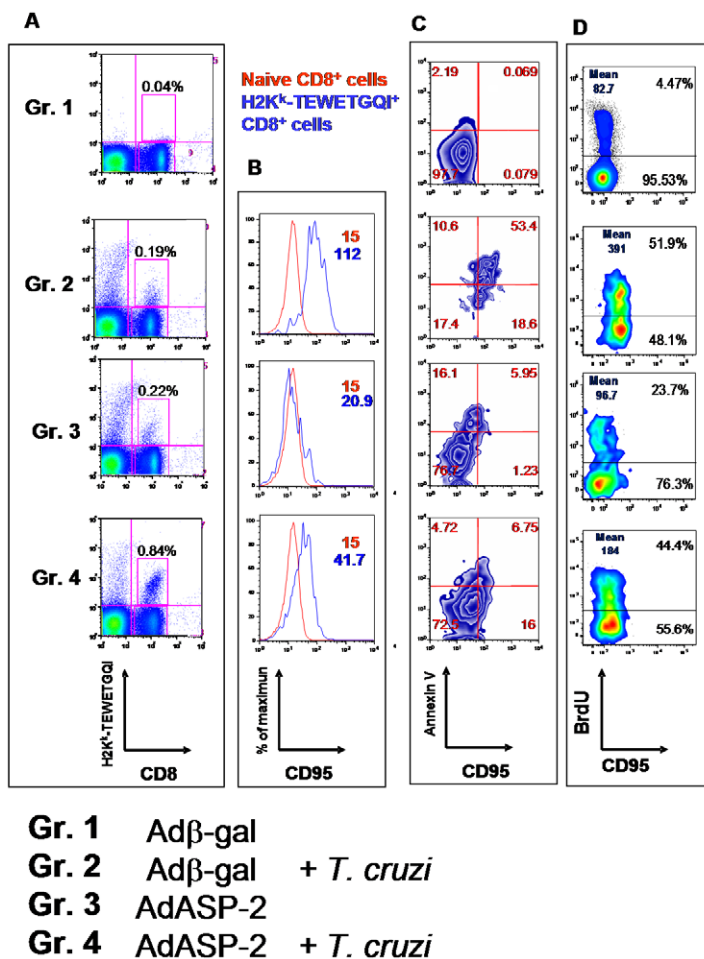 A
B
C
D
Naive CD8⁺ cells
H2Kᵏ-TEWETGQI⁺
CD8⁺ cells
Gr. 1
0.04%
2.19
0.069
97.7
0.079
Mean
82.7
4.47%
95.53%
Gr. 2
0.19%
15
112
10.6
53.4
17.4
18.6
Mean
391
51.9%
48.1%
Gr. 3
0.22%
15
20.9
16.1
5.95
1.23
Mean
96.7
23.7%
76.3%
Gr. 4
0.84%
15
41.7
4.72
6.75
72.5
16
Mean
184
44.4%
55.6%
H2Kᵏ-TEWETGQI
CD8
% of maximun
CD95
Annexin V
CD95
BrdU
CD95
Gr. 1 Adβ-gal
Gr. 2 Adβ-gal + T. cruzi
Gr. 3 AdASP-2
Gr. 4 AdASP-2 + T. cruzi